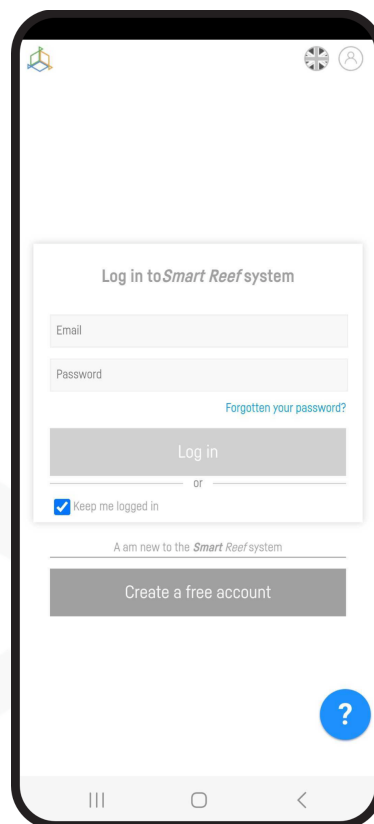 Log in to Smart Reef system
Email
Password
Forgotten your password?
Log in
or
Keep me logged in
A am new to the Smart Reef system
Create a free account
?